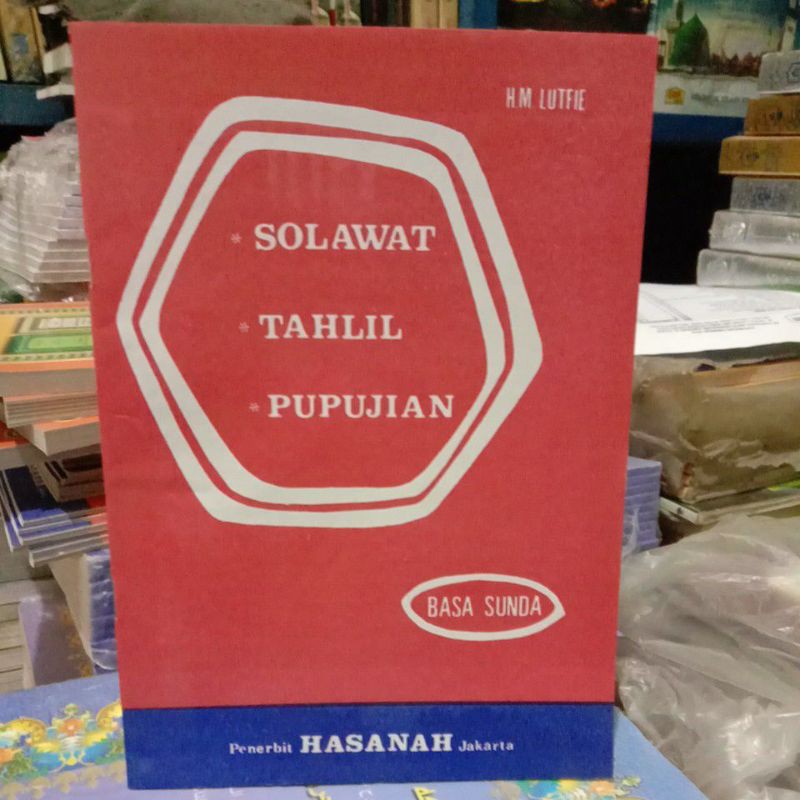 H.M LUTFIE
* SOLAWAT
* TAHLIL
* PUPUJIAN
BASA SUNDA
Penerbit HASANAH Jakarta